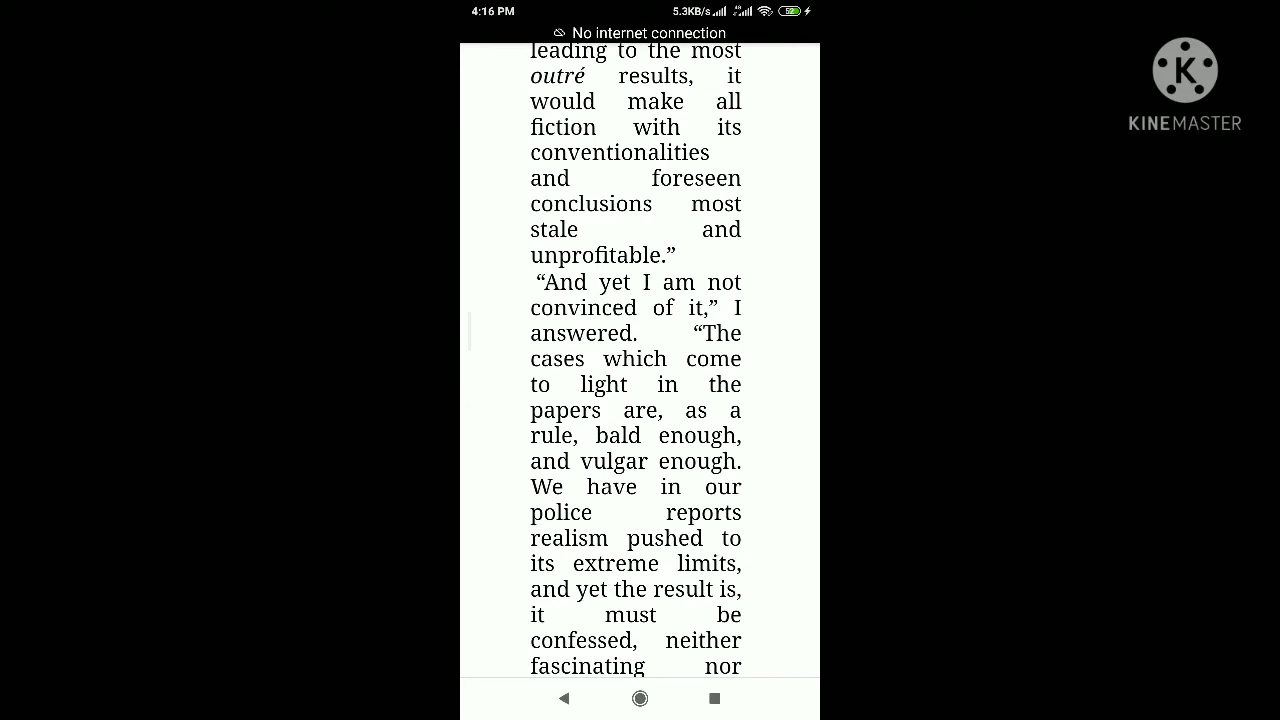 4:16 PM
5.3KB/s
4G
52
No internet connection
leading to the most
outré results, it
would make all
fiction with its
conventionalities
and foreseen
conclusions most
stale and
unprofitable.”
“And yet I am not
convinced of it,” I
answered. “The
cases which come
to light in the
papers are, as a
rule, bald enough,
and vulgar enough.
We have in our
police reports
realism pushed to
its extreme limits,
and yet the result is,
it must be
confessed, neither
fascinating nor
K
KINEMASTER